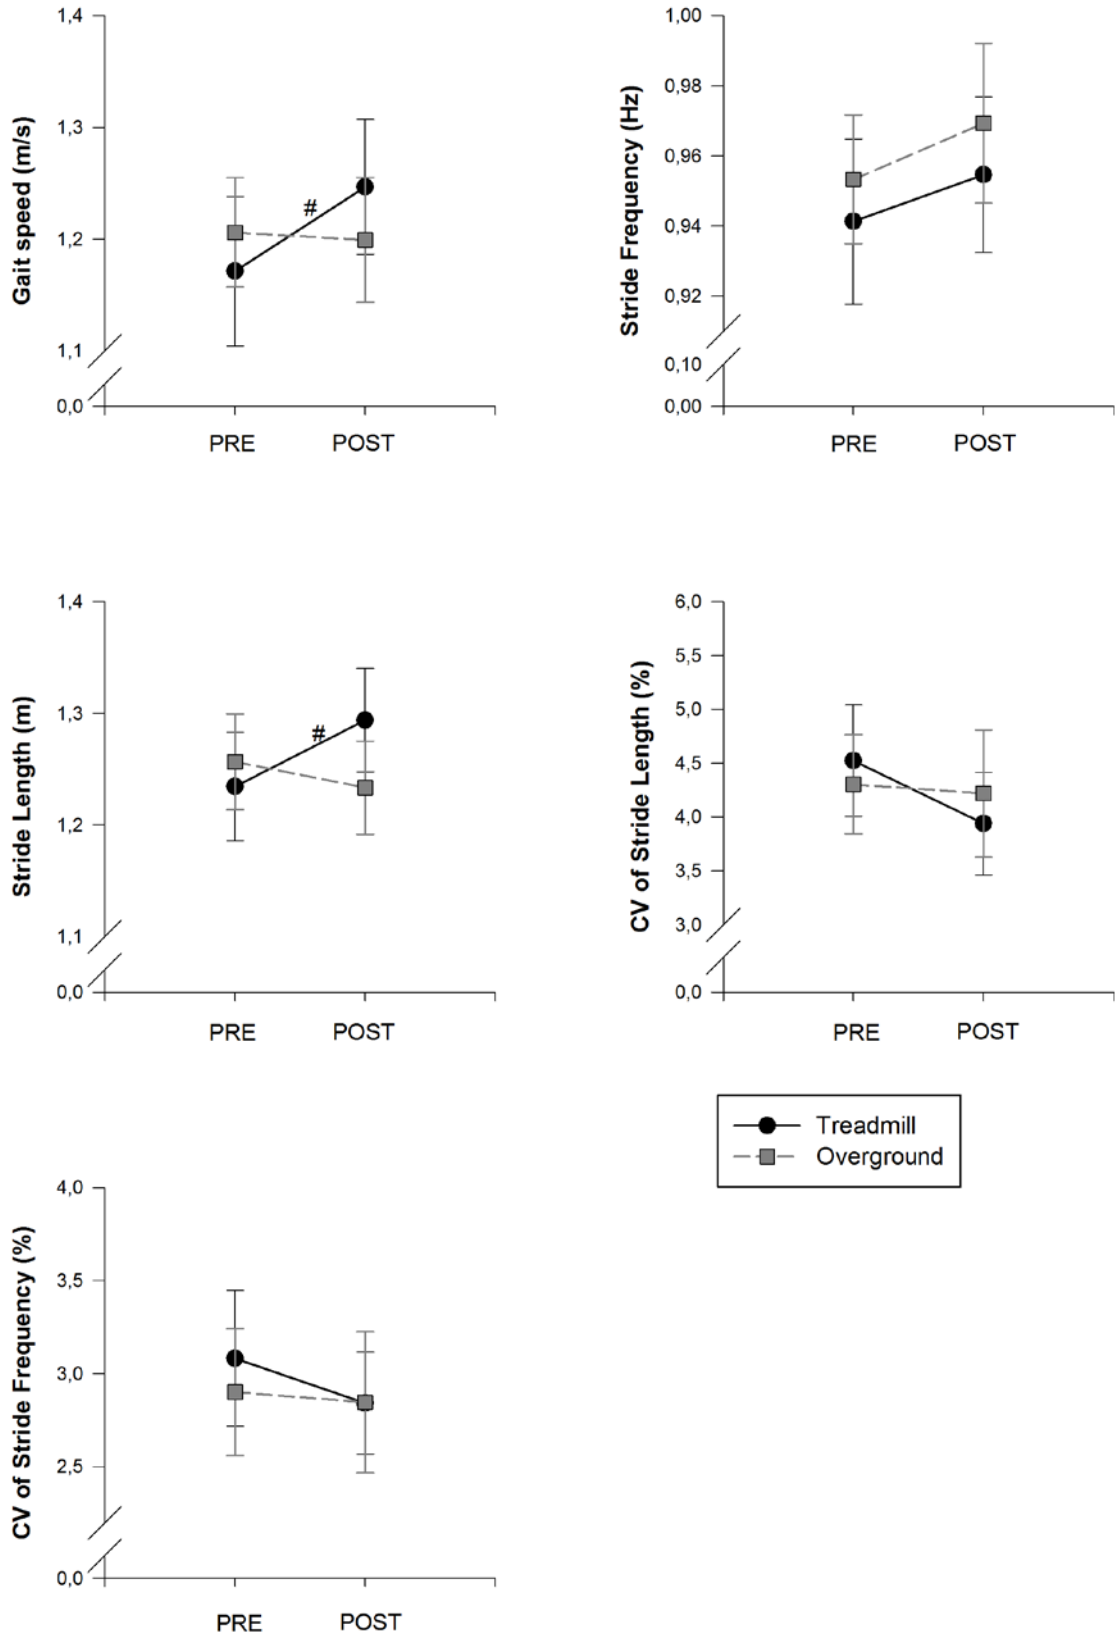 Gait speed (m/s)
1,4
1,3
1,2
1,1
0,0
#
PRE
POST
Stride Frequency (Hz)
1,00
0,98
0,96
0,94
0,92
0,10
0,00
PRE
POST
Stride Length (m)
1,4
1,3
1,2
1,1
0,0
#
PRE
POST
CV of Stride Length (%)
6,0
5,5
5,0
4,5
4,0
3,5
3,0
0,0
PRE
POST
Treadmill
Overground
CV of Stride Frequency (%)
4,0
3,5
3,0
2,5
0,0
PRE
POST